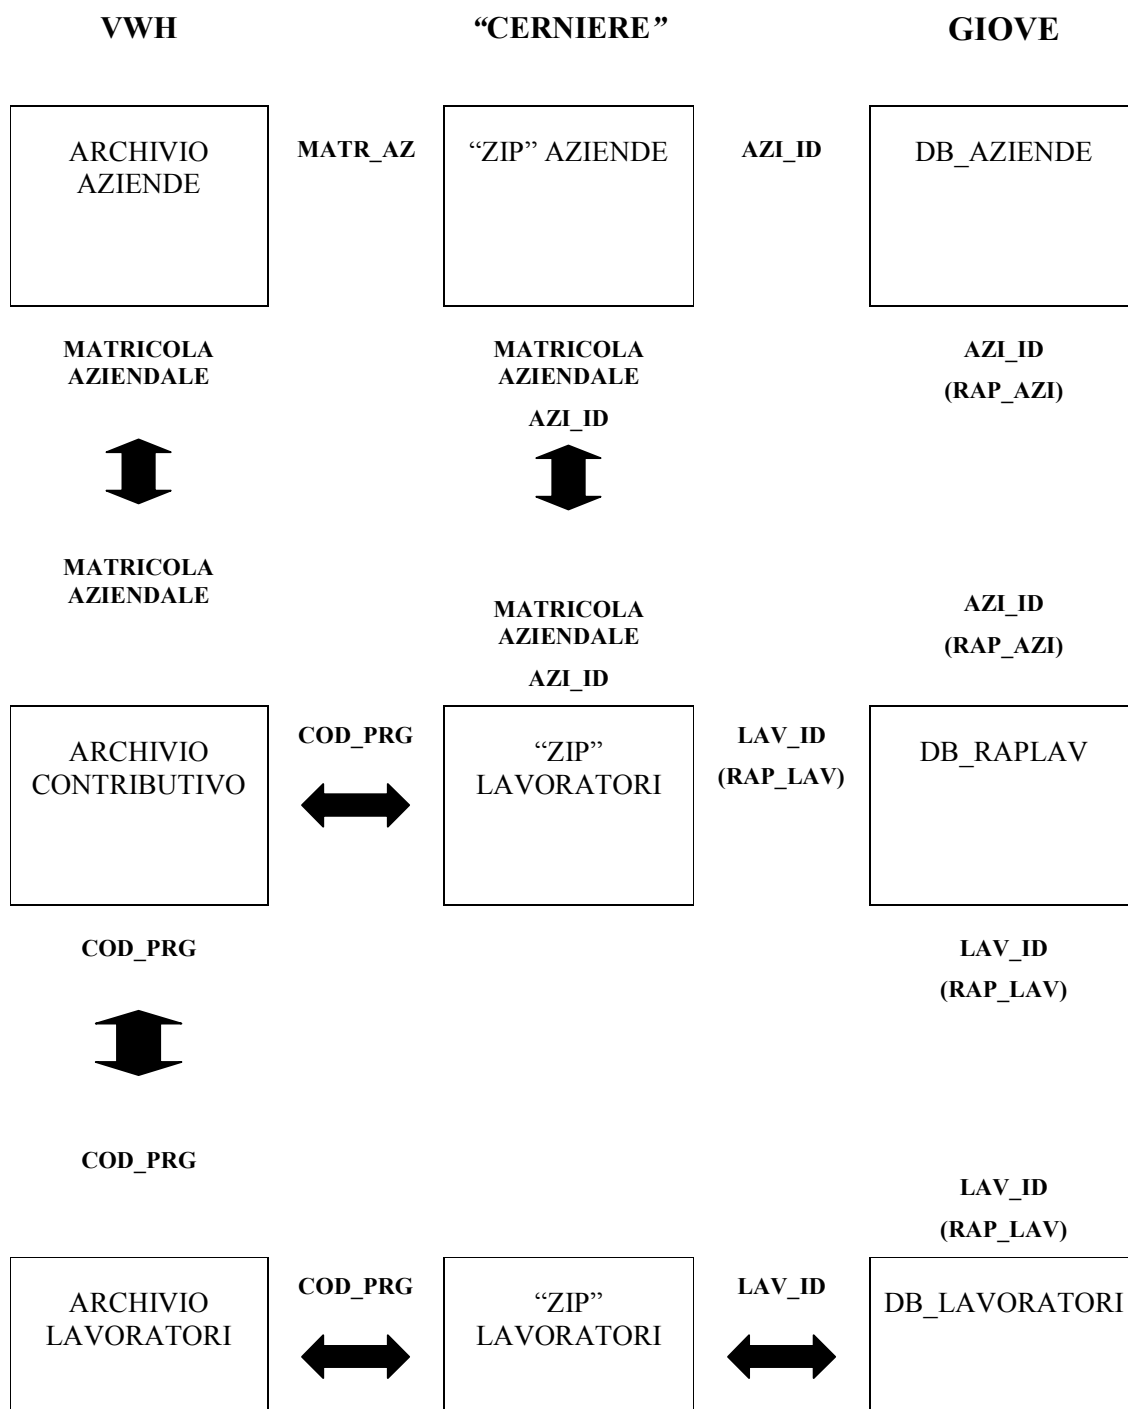 VWH
“CERNIERE”
GIOVE
ARCHIVIO
AZIENDE
MATR_AZ
“ZIP” AZIENDE
AZI_ID
DB_AZIENDE
MATRICOLA
AZIENDALE
MATRICOLA
AZIENDALE
AZI_ID
AZI_ID
(RAP_AZI)
MATRICOLA
AZIENDALE
MATRICOLA
AZIENDALE
AZI_ID
AZI_ID
(RAP_AZI)
ARCHIVIO
CONTRIBUTIVO
COD_PRG
“ZIP”
LAVORATORI
LAV_ID
(RAP_LAV)
DB_RAPLAV
COD_PRG
LAV_ID
(RAP_LAV)
COD_PRG
LAV_ID
(RAP_LAV)
ARCHIVIO
LAVORATORI
COD_PRG
“ZIP”
LAVORATORI
LAV_ID
DB_LAVORATORI